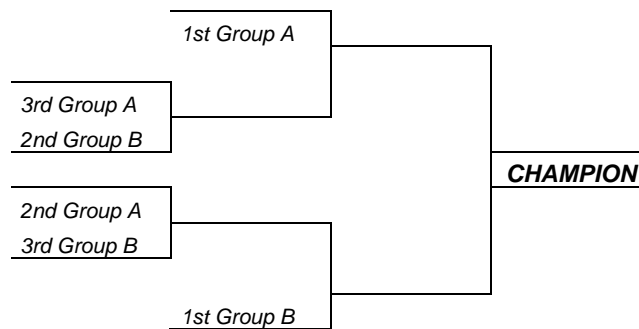 1st Group A
3rd Group A
2nd Group B
CHAMPION
2nd Group A
3rd Group B
1st Group B